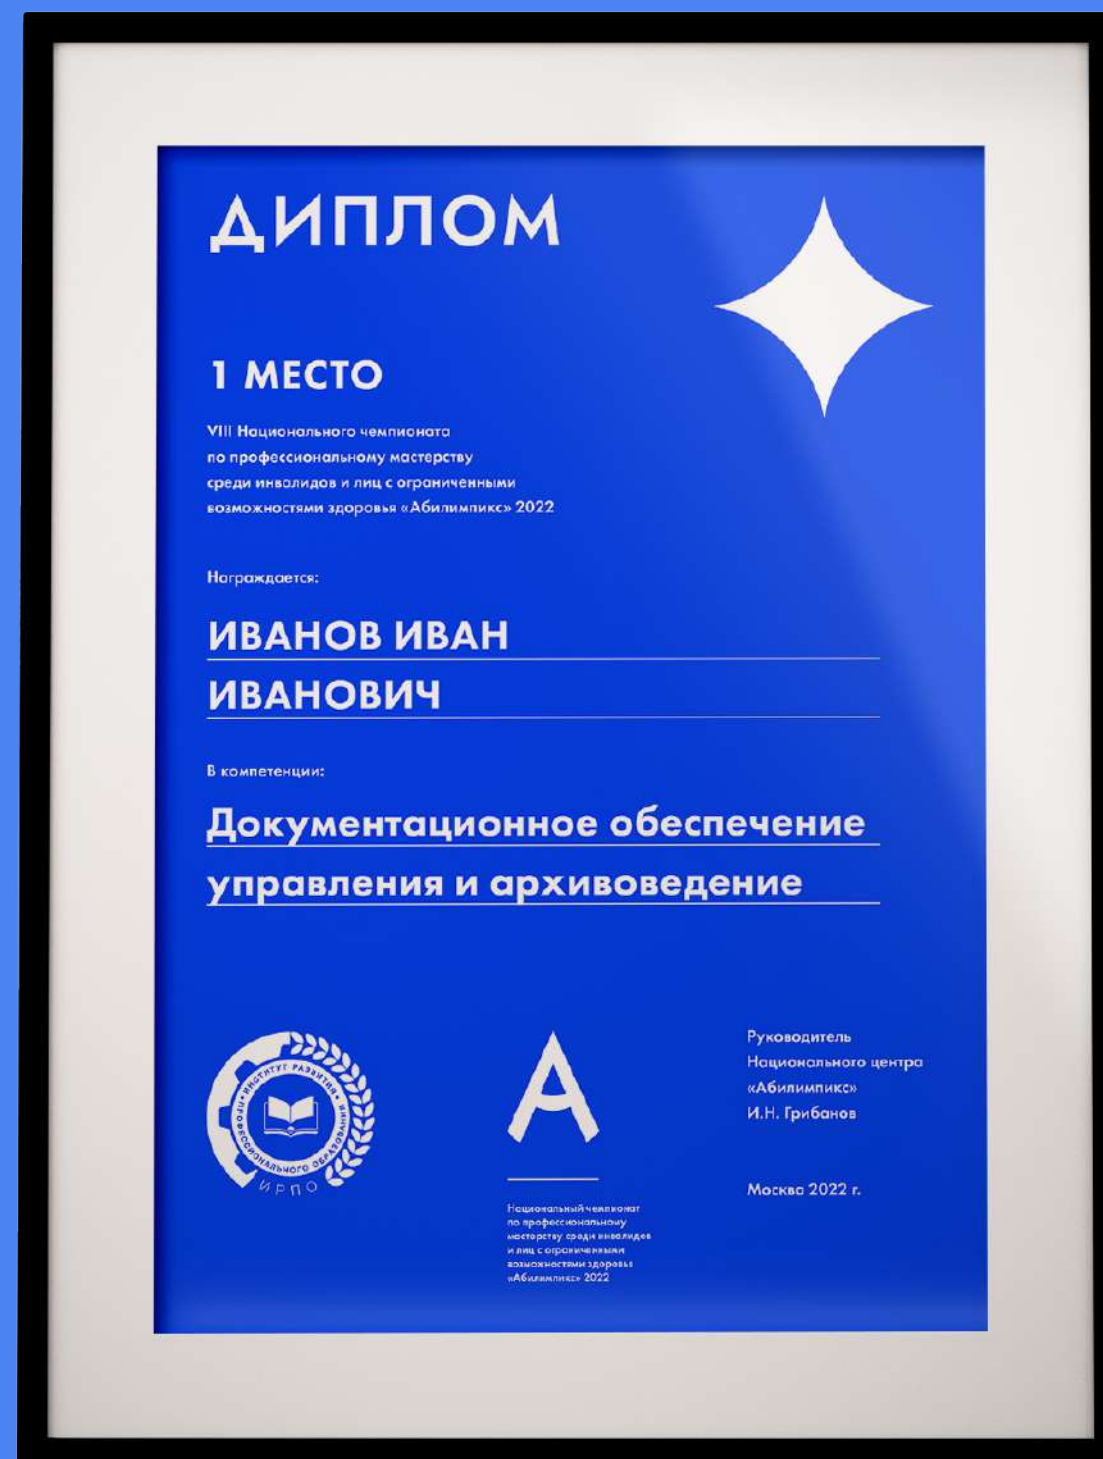 ДИПЛОМ
1 МЕСТО
VIII Национального чемпионата
по профессиональному мастерству
среди инвалидов и лиц с ограниченными
возможностями здоровья «Абилимпикс» 2022
Награждается:
ИВАНОВ ИВАН
ИВАНОВИЧ
В компетенции:
Документационное обеспечение
управления и архивоведение
ИНСТИТУТ РАЗВИТИЯ
ПРОФЕССИОНАЛЬНОГО ОБРАЗОВАНИЯ
ИРПО
А
Национальный чемпионат
по профессиональному
мастерству среди инвалидов
и лиц с ограниченными
возможностями здоровья
«Абилимпикс» 2022
Руководитель
Национального центра
«Абилимпикс»
И.Н. Грибанов
Москва 2022 г.